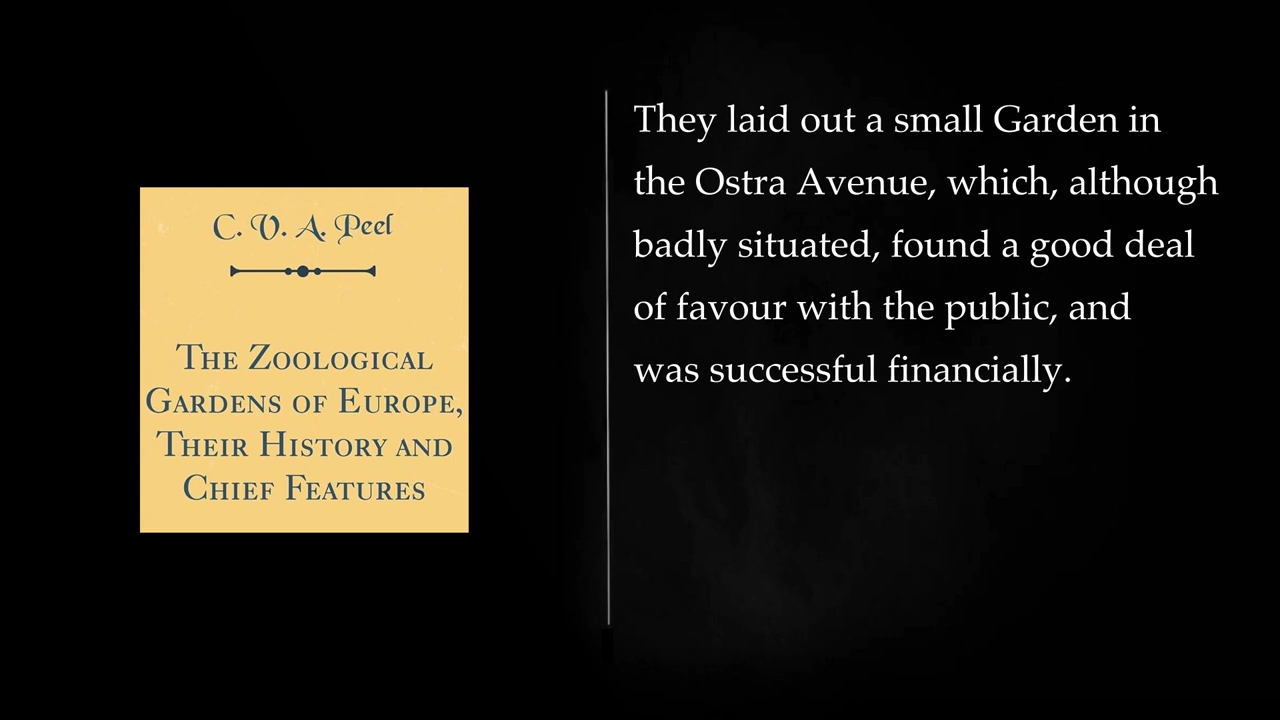 C. V. A. Peel
The Zoological
Gardens of Europe,
Their History and
Chief Features
They laid out a small Garden in
the Ostra Avenue, which, although
badly situated, found a good deal
of favour with the public, and
was successful financially.